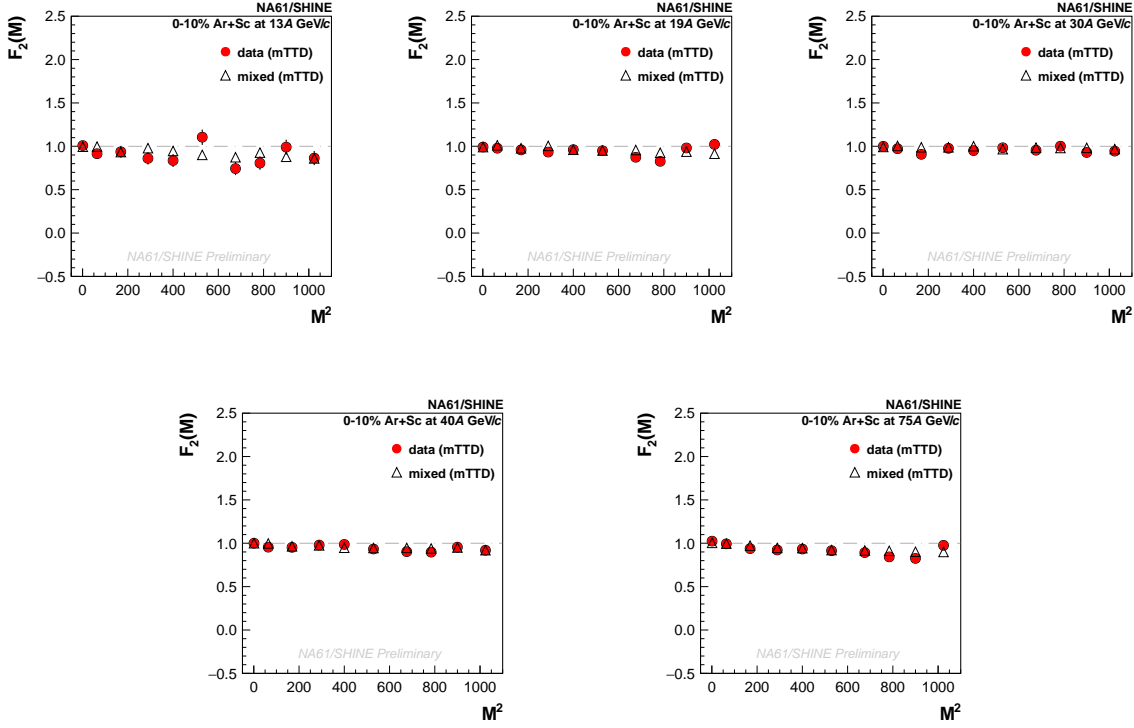 NA61/SHINE
0-10% Ar+Sc at 13A GeV/c
F₂(M)
2.5
2.0
1.5
1.0
0.5
0.0
−0.5
data (mTTD)
mixed (mTTD)
NA61/SHINE Preliminary
0 200 400 600 800 1000
M²
NA61/SHINE
0-10% Ar+Sc at 19A GeV/c
F₂(M)
2.5
2.0
1.5
1.0
0.5
0.0
−0.5
data (mTTD)
mixed (mTTD)
NA61/SHINE Preliminary
0 200 400 600 800 1000
M²
NA61/SHINE
0-10% Ar+Sc at 30A GeV/c
F₂(M)
2.5
2.0
1.5
1.0
0.5
0.0
−0.5
data (mTTD)
mixed (mTTD)
NA61/SHINE Preliminary
0 200 400 600 800 1000
M²
NA61/SHINE
0-10% Ar+Sc at 40A GeV/c
F₂(M)
2.5
2.0
1.5
1.0
0.5
0.0
−0.5
data (mTTD)
mixed (mTTD)
NA61/SHINE Preliminary
0 200 400 600 800 1000
M²
NA61/SHINE
0-10% Ar+Sc at 75A GeV/c
F₂(M)
2.5
2.0
1.5
1.0
0.5
0.0
−0.5
data (mTTD)
mixed (mTTD)
NA61/SHINE Preliminary
0 200 400 600 800 1000
M²